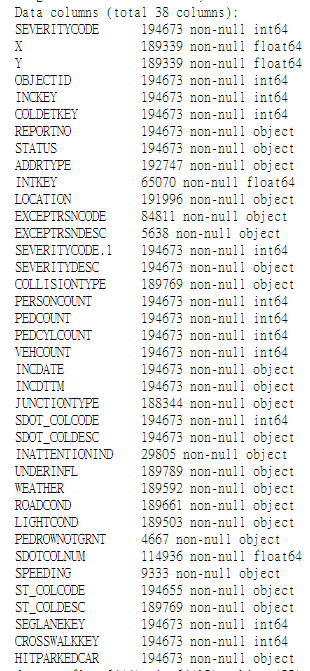 Data columns (total 38 columns):
SEVERITYCODE 194673 non-null int64
X 189339 non-null float64
Y 189339 non-null float64
OBJECTID 194673 non-null int64
INCKEY 194673 non-null int64
COLDETKEY 194673 non-null int64
REPORTNO 194673 non-null object
STATUS 194673 non-null object
ADDRTYPE 192747 non-null object
INTKEY 65070 non-null float64
LOCATION 191996 non-null object
EXCEPTRSNCODE 84811 non-null object
EXCEPTRSNDESC 5638 non-null object
SEVERITYCODE.1 194673 non-null int64
SEVERITYDESC 194673 non-null object
COLLISIONTYPE 189769 non-null object
PERSONCOUNT 194673 non-null int64
PEDCOUNT 194673 non-null int64
PEDCYLCOUNT 194673 non-null int64
VEHCOUNT 194673 non-null int64
INCDATE 194673 non-null object
INCDTTM 194673 non-null object
JUNCTIONTYPE 188344 non-null object
SDOT_COLCODE 194673 non-null int64
SDOT_COLDESC 194673 non-null object
INATTENTIONIND 29805 non-null object
UNDERINFL 189789 non-null object
WEATHER 189592 non-null object
ROADCOND 189661 non-null object
LIGHTCOND 189503 non-null object
PEDROWNOTGRNT 4667 non-null object
SDOTCOLNUM 114936 non-null float64
SPEEDING 9333 non-null object
ST_COLCODE 194655 non-null object
ST_COLDESC 189769 non-null object
SEGLANEKEY 194673 non-null int64
CROSSWALKKEY 194673 non-null int64
HITPARKEDCAR 194673 non-null object